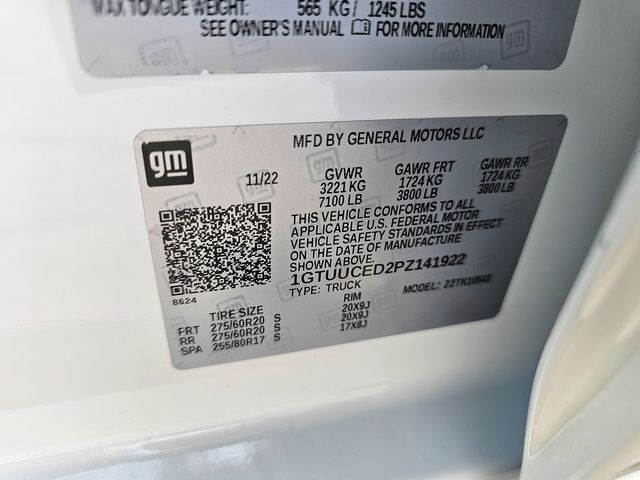 MAX TONGUE WEIGHT: 565 KG/ 1245 LBS
SEE OWNER'S MANUAL FOR MORE INFORMATION
gm
MFD BY GENERAL MOTORS LLC
11/22 GVWR GAWR FRT GAWR RR
3221 KG 1724 KG 1724 KG
7100 LB 3800 LB 3800 LB
THIS VEHICLE CONFORMS TO ALL
APPLICABLE U.S. FEDERAL MOTOR
VEHICLE SAFETY STANDARDS IN EFFECT
ON THE DATE OF MANUFACTURE
SHOWN ABOVE.
1GTUUCED2PZ141922
TYPE: TRUCK MODEL: 22TK10543
8624
TIRE SIZE RIM
FRT 275/60R20 S 20X9J
RR 275/60R20 S 20X9J
SPA 255/80R17 S 17X8J